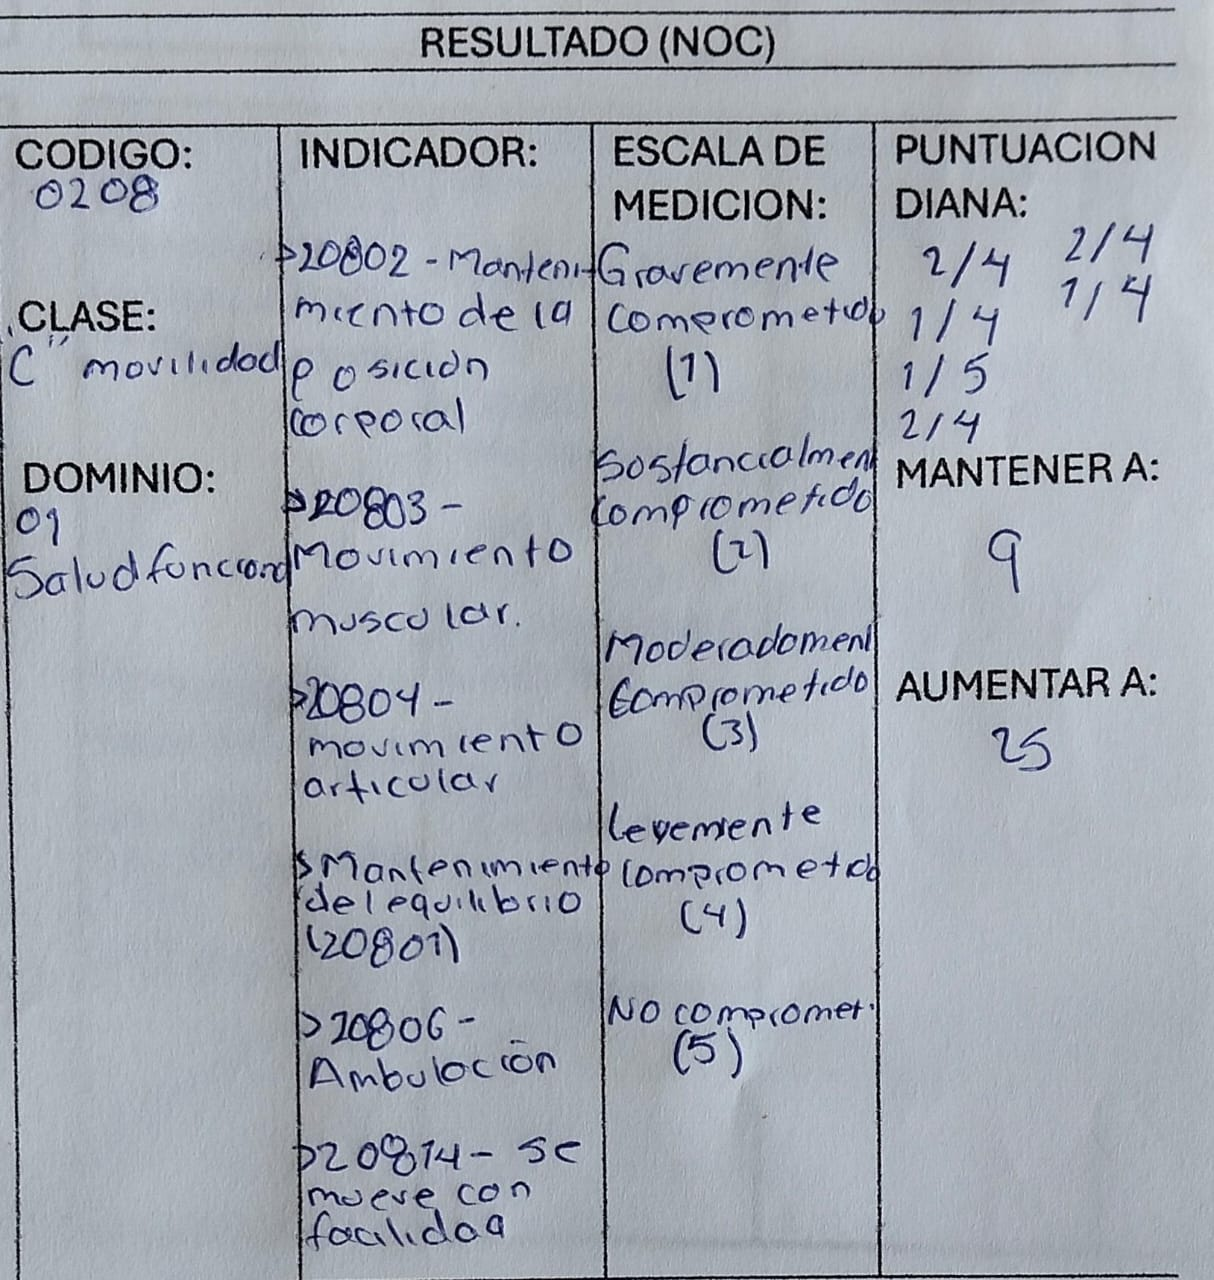 RESULTADO (NOC)
CODIGO:
0208
CLASE:
C" movilidad
DOMINIO:
01
Salud funcional
INDICADOR:
>20802 - Manteni-
miento de la
posición
corporal
>20803 -
Movimiento
muscular.
>20804 -
movimiento
articular
>Mantenimiento
del equilibrio
(20801)
>20806 -
Ambulación
>20814 - se
mueve con
facilidad
ESCALA DE
MEDICION:
Gravemente
comprometido
(1)
Sostancialmen
comprometido
(2)
Moderadament
Comprometido
(3)
levemente
comprometido
(4)
No compromet.
(5)
PUNTUACION
DIANA:
2/4 2/4
1/4 1/4
1/5
2/4
MANTENER A:
9
AUMENTAR A:
25